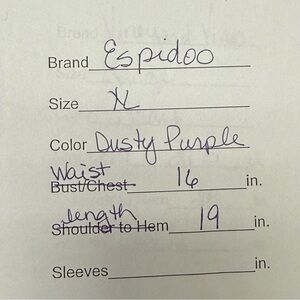 Brand Espidoo
Size XL
Color Dusty Purple
Waist
Bust/Chest 16 in.
length
Shoulder to Hem 19 in.
Sleeves in.